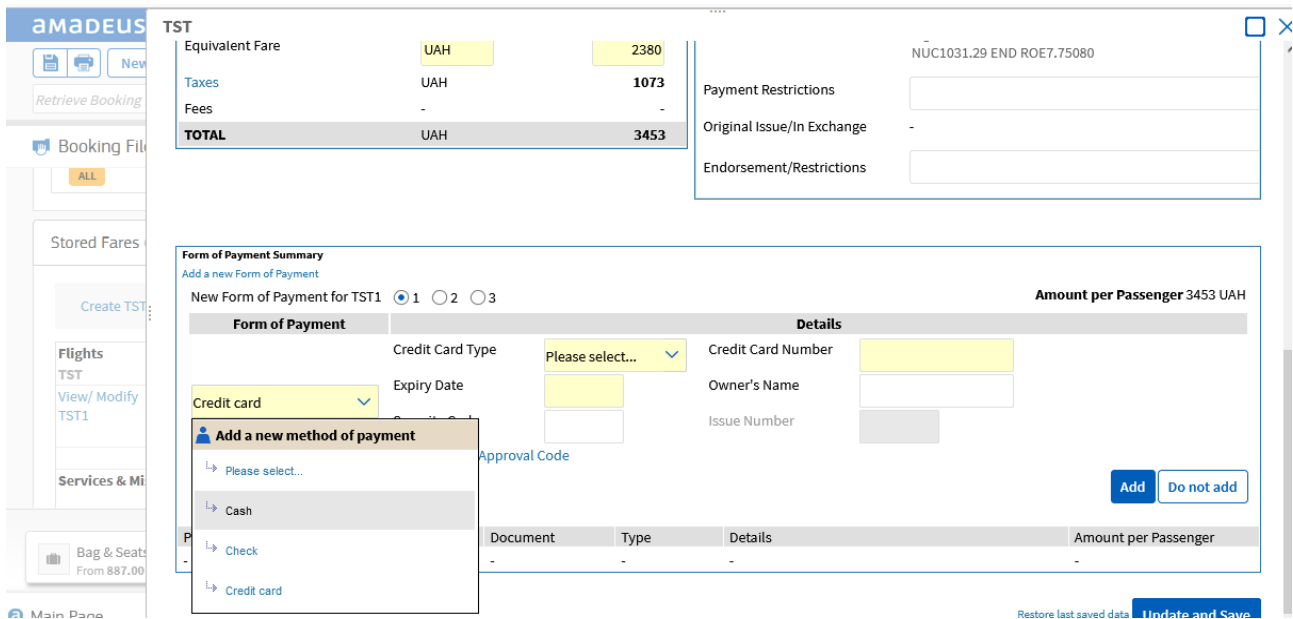 amadeus
TST
New
Retrieve Booking
Booking Fil
ALL
Stored Fares
Create TST
Flights
TST
View/ Modify
TST1
Services & Mi
Bag & Seats
From 887.00
Main Page
Equivalent Fare UAH 2380
Taxes UAH 1073
Fees - -
TOTAL UAH 3453
NUC1031.29 END ROE7.75080
Payment Restrictions
Original Issue/In Exchange -
Endorsement/Restrictions
Form of Payment Summary
Add a new Form of Payment
New Form of Payment for TST1 1 2 3
Amount per Passenger 3453 UAH
Form of Payment Details
Credit Card Type Please select... Credit Card Number
Expiry Date Owner's Name
Credit card
Issue Number
Add a new method of payment
Approval Code
Please select...
Cash
Check
Credit card
Add Do not add
P Document Type Details Amount per Passenger
- - - - -
Restore last saved data Update and Save